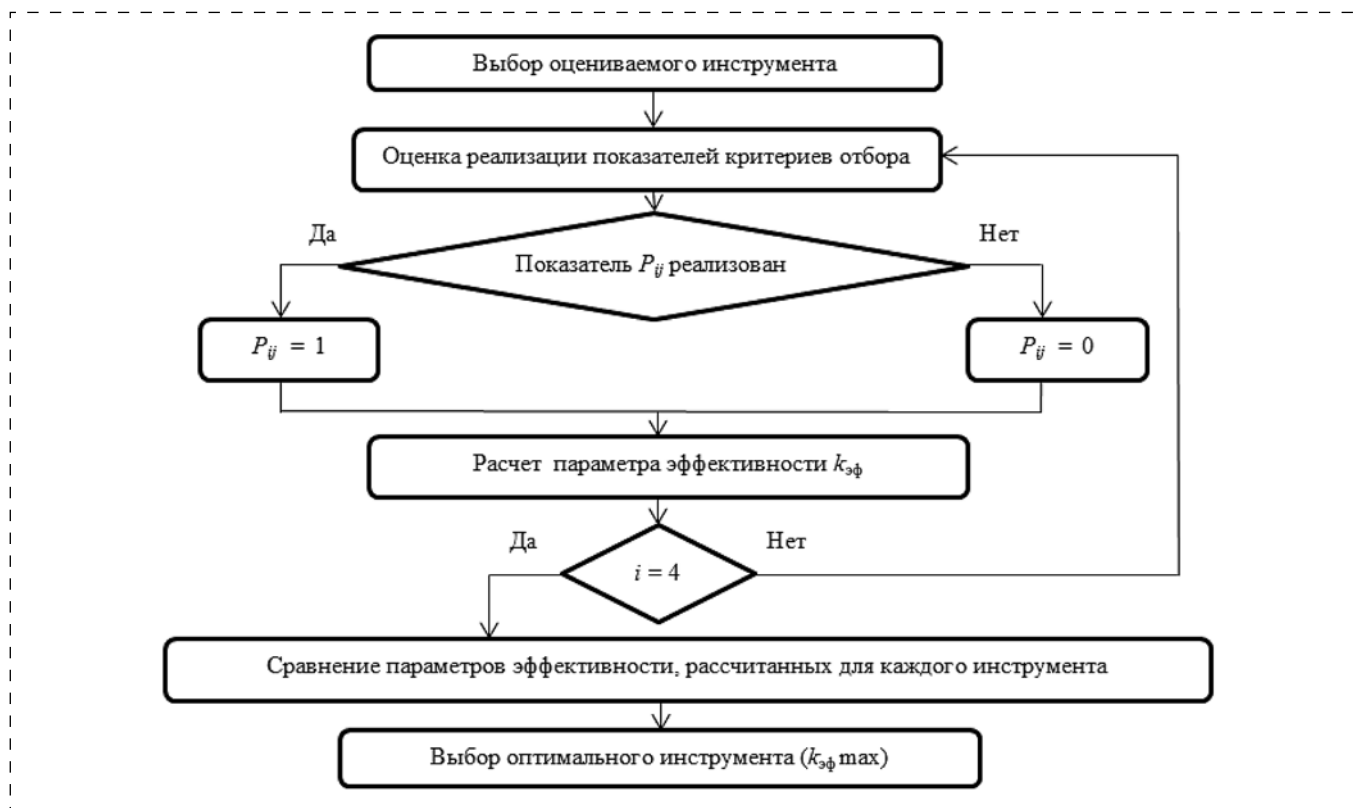 Выбор оцениваемого инструмента
Оценка реализации показателей критериев отбора
Да
Нет
Показатель Pij реализован
Pij = 1
Pij = 0
Расчет параметра эффективности kэф
Да
Нет
i = 4
Сравнение параметров эффективности, рассчитанных для каждого инструмента
Выбор оптимального инструмента (kэф max)